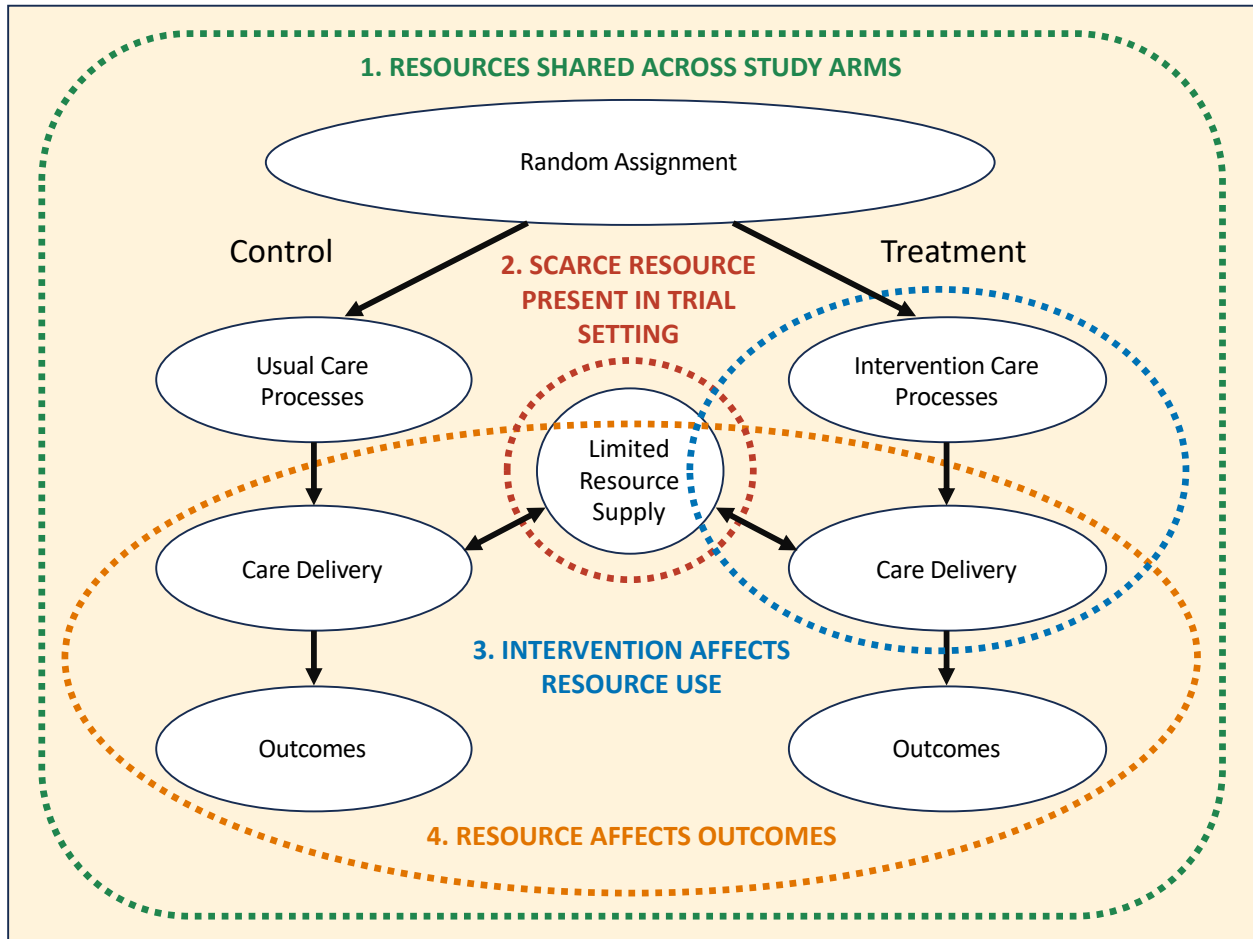 1. RESOURCES SHARED ACROSS STUDY ARMS
Random Assignment
Control
Treatment
2. SCARCE RESOURCE
PRESENT IN TRIAL
SETTING
Usual Care
Processes
Intervention Care
Processes
Limited
Resource
Supply
Care Delivery
Care Delivery
3. INTERVENTION AFFECTS
RESOURCE USE
Outcomes
Outcomes
4. RESOURCE AFFECTS OUTCOMES